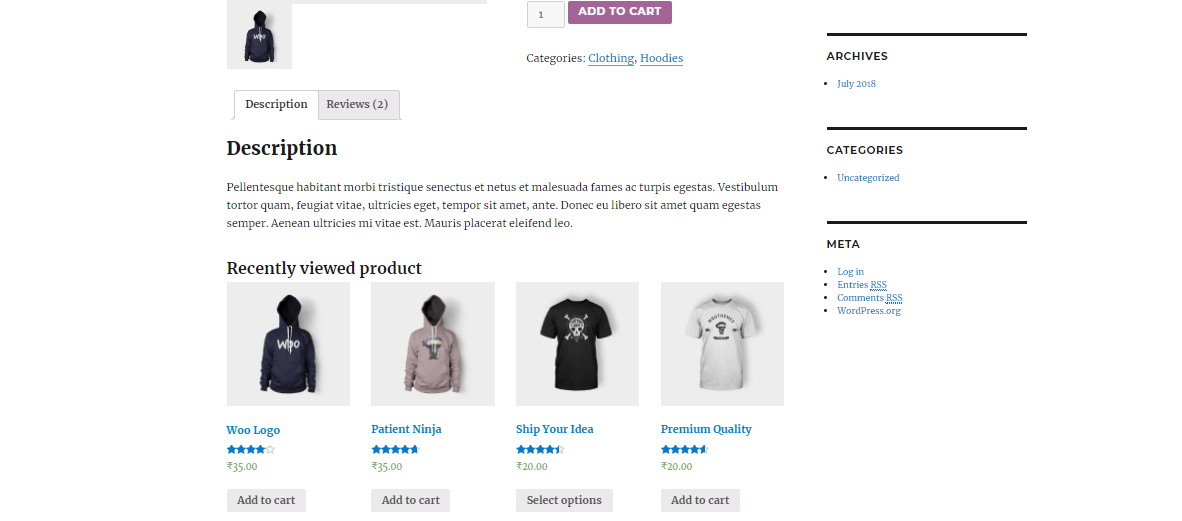 WOO
1
ADD TO CART
Categories: Clothing, Hoodies
Description
Reviews (2)
Description
Pellentesque habitant morbi tristique senectus et netus et malesuada fames ac turpis egestas. Vestibulum
tortor quam, feugiat vitae, ultricies eget, tempor sit amet, ante. Donec eu libero sit amet quam egestas
semper. Aenean ultricies mi vitae est. Mauris placerat eleifend leo.
Recently viewed product
WOO
WOOTHEMES
Woo Logo
Patient Ninja
Ship Your Idea
Premium Quality
₹35.00
₹35.00
₹20.00
₹20.00
Add to cart
Add to cart
Select options
Add to cart
ARCHIVES
July 2018
CATEGORIES
Uncategorized
META
Log in
Entries RSS
Comments RSS
WordPress.org